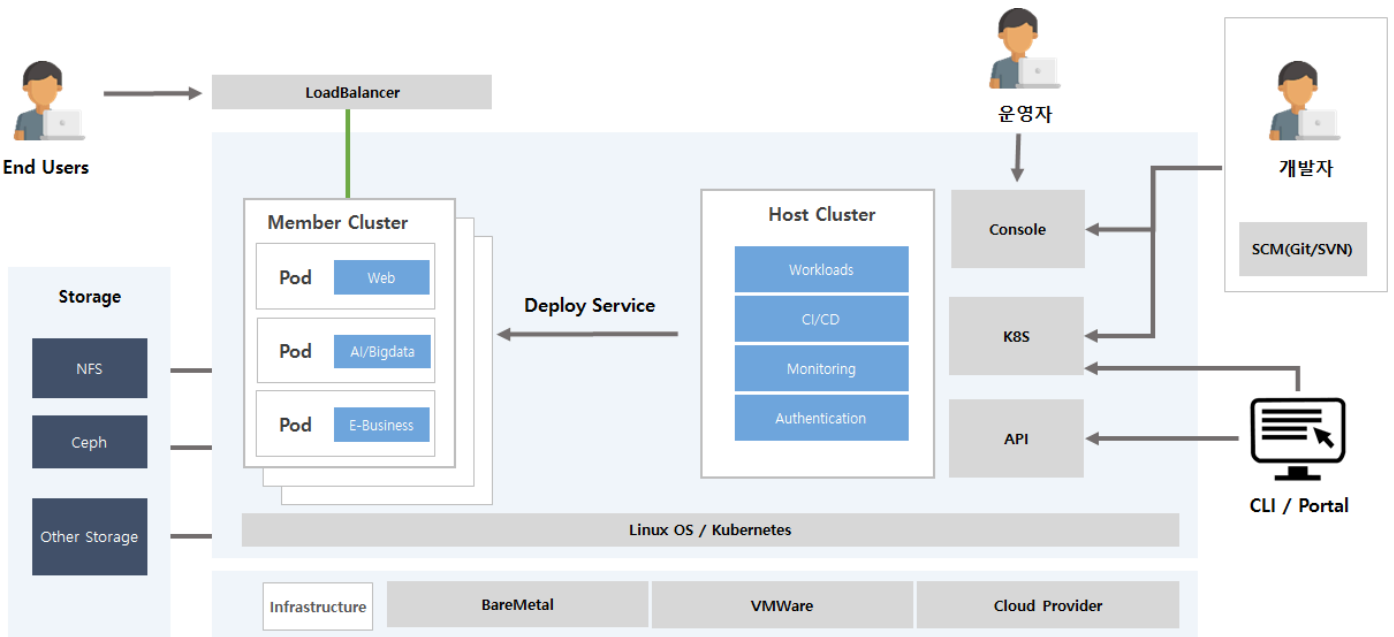 End Users
LoadBalancer
운영자
개발자
SCM(Git/SVN)
Storage
NFS
Ceph
Other Storage
Member Cluster
Pod Web
Pod AI/Bigdata
Pod E-Business
Deploy Service
Host Cluster
Workloads
CI/CD
Monitoring
Authentication
Console
K8S
API
CLI / Portal
Linux OS / Kubernetes
Infrastructure
BareMetal
VMWare
Cloud Provider